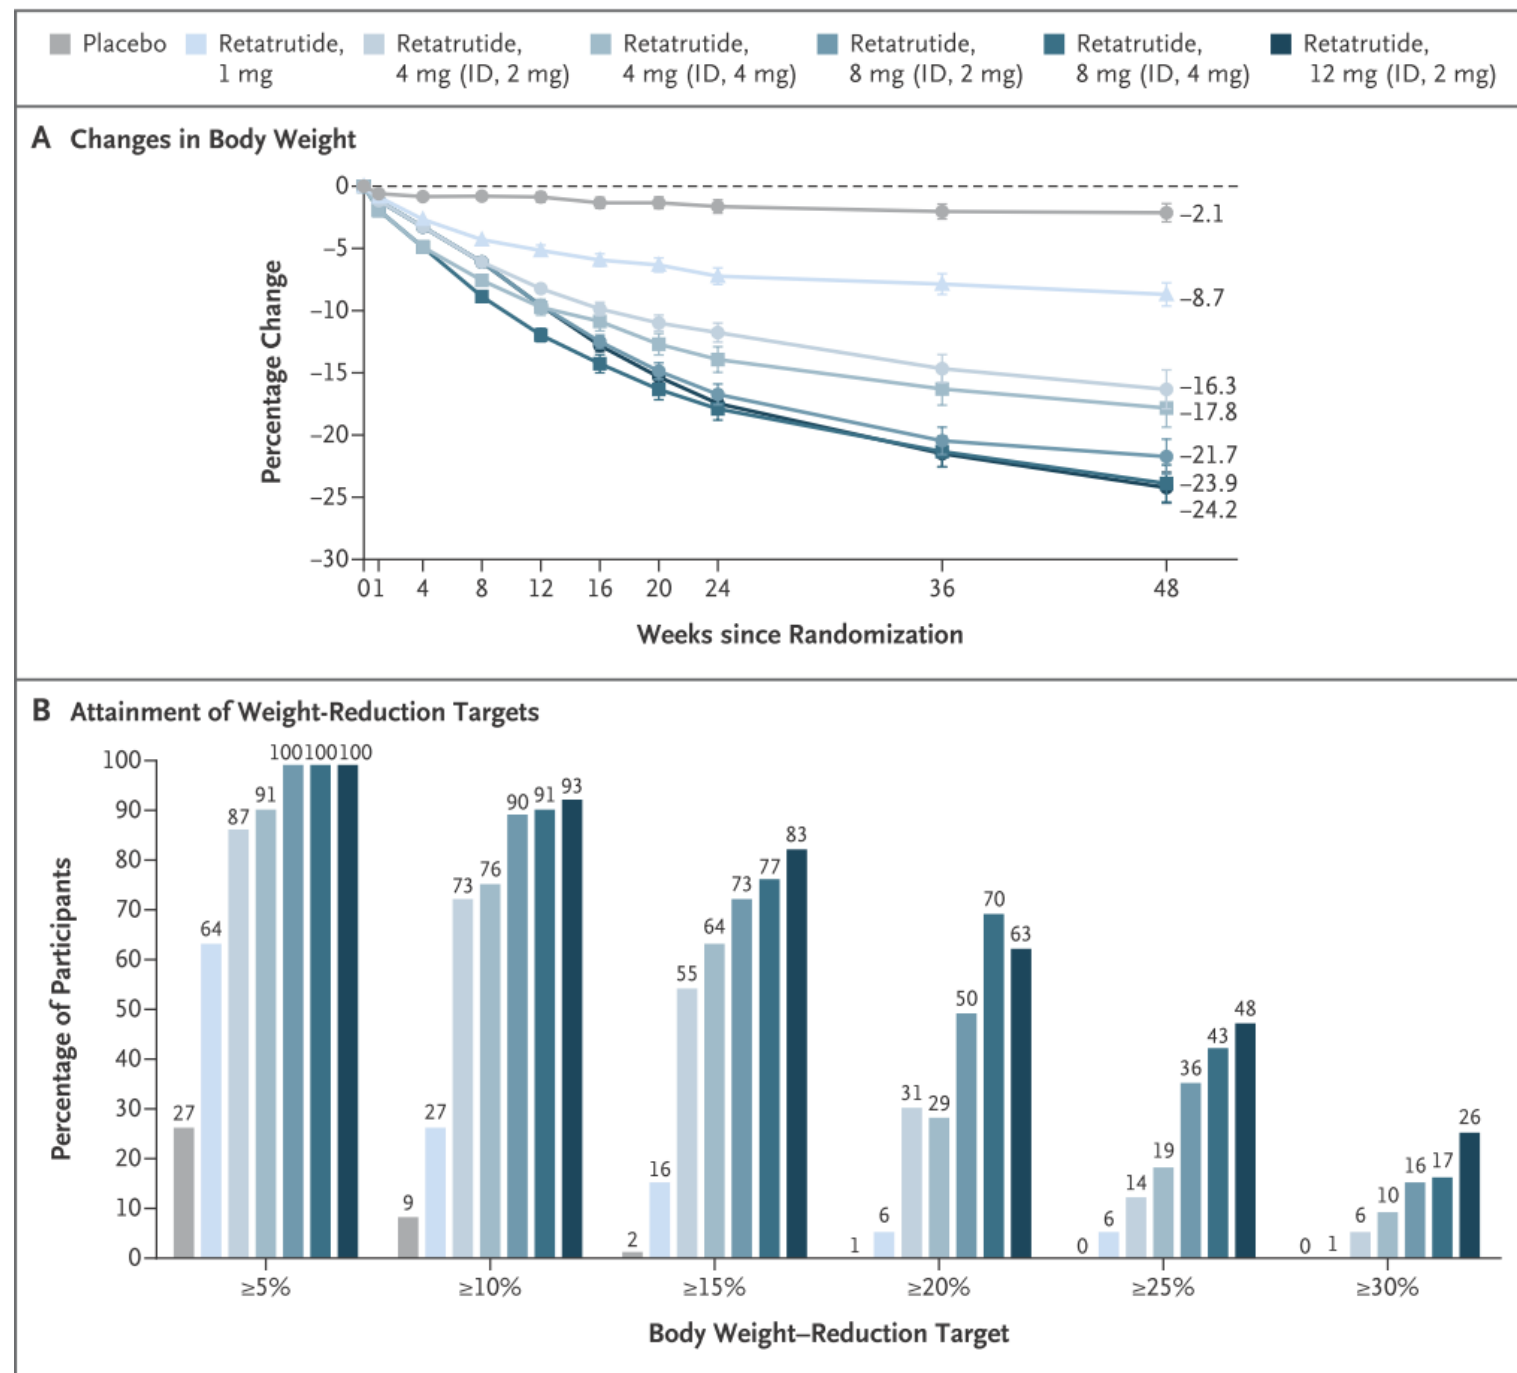 Placebo
Retatrutide, 1 mg
Retatrutide, 4 mg (ID, 2 mg)
Retatrutide, 4 mg (ID, 4 mg)
Retatrutide, 8 mg (ID, 2 mg)
Retatrutide, 8 mg (ID, 4 mg)
Retatrutide, 12 mg (ID, 2 mg)
A Changes in Body Weight
Percentage Change
0
–5
–10
–15
–20
–25
–30
–2.1
–8.7
–16.3
–17.8
–21.7
–23.9
–24.2
0 1 4 8 12 16 20 24 36 48
Weeks since Randomization
B Attainment of Weight-Reduction Targets
Percentage of Participants
100
90
80
70
60
50
40
30
20
10
0
27 64 87 91 100 100 100
9 27 73 76 90 91 93
2 16 55 64 73 77 83
1 6 31 29 50 70 63
0 6 14 19 36 43 48
0 1 6 10 16 17 26
≥5% ≥10% ≥15% ≥20% ≥25% ≥30%
Body Weight–Reduction Target